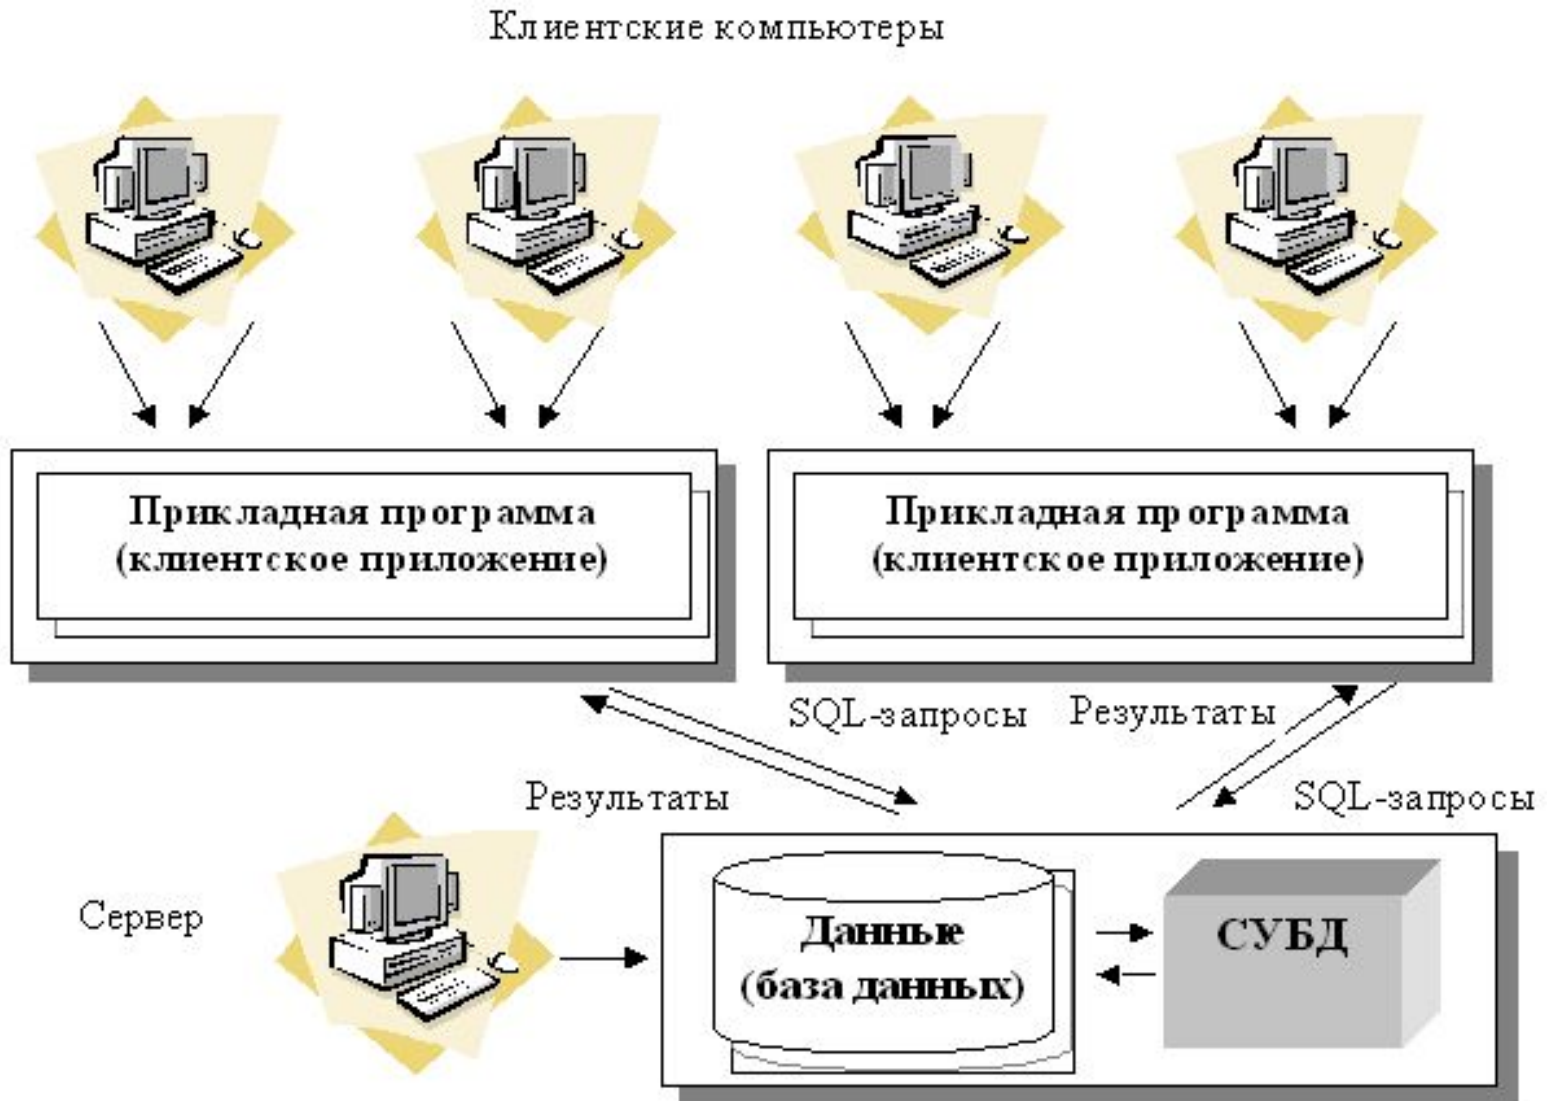 Клиентские компьютеры
Прикладная программа
(клиентское приложение)
Прикладная программа
(клиентское приложение)
SQL-запросы
Результаты
Результаты
SQL-запросы
Сервер
Данные
(база данных)
СУБД